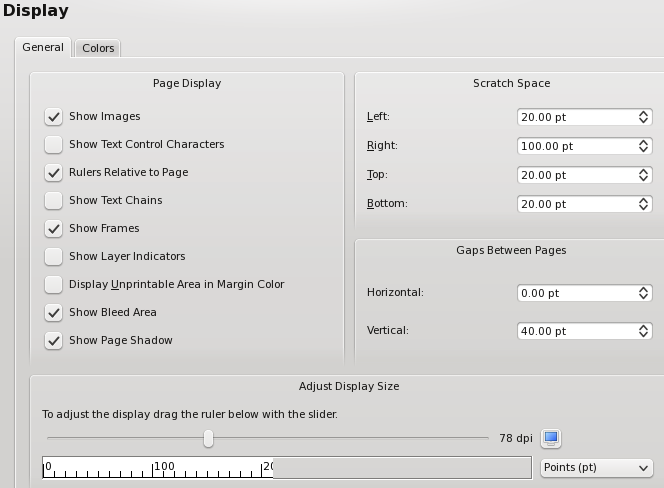 Display
General
Colors
Page Display
Show Images
Show Text Control Characters
Rulers Relative to Page
Show Text Chains
Show Frames
Show Layer Indicators
Display Unprintable Area in Margin Color
Show Bleed Area
Show Page Shadow
Scratch Space
Left: 20.00 pt
Right: 100.00 pt
Top: 20.00 pt
Bottom: 20.00 pt
Gaps Between Pages
Horizontal: 0.00 pt
Vertical: 40.00 pt
Adjust Display Size
To adjust the display drag the ruler below with the slider.
78 dpi
0 100
Points (pt)